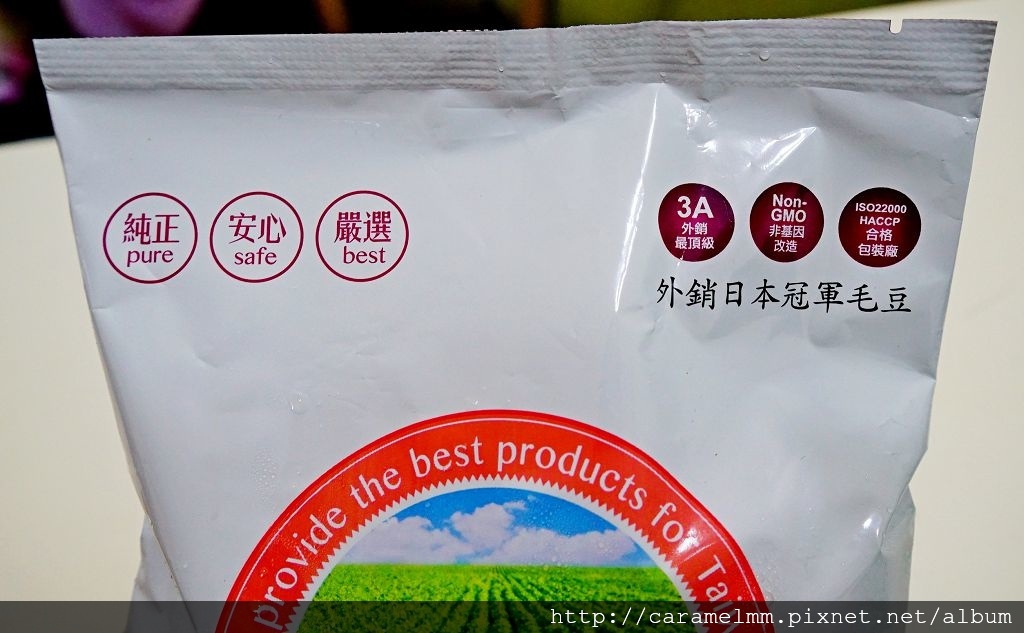 純正
pure
安心
safe
嚴選
best
3A
外銷
最頂級
Non-
GMO
非基因
改造
ISO22000
HACCP
合格
包裝廠
外銷日本冠軍毛豆
provide the best products for Tai
http://caramelmm.pixnet.net/album